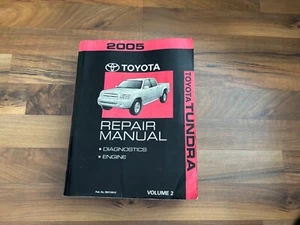 2005
TOYOTA
REPAIR
MANUAL
DIAGNOSTICS
ENGINE
VOLUME 2
TOYOTA TUNDRA